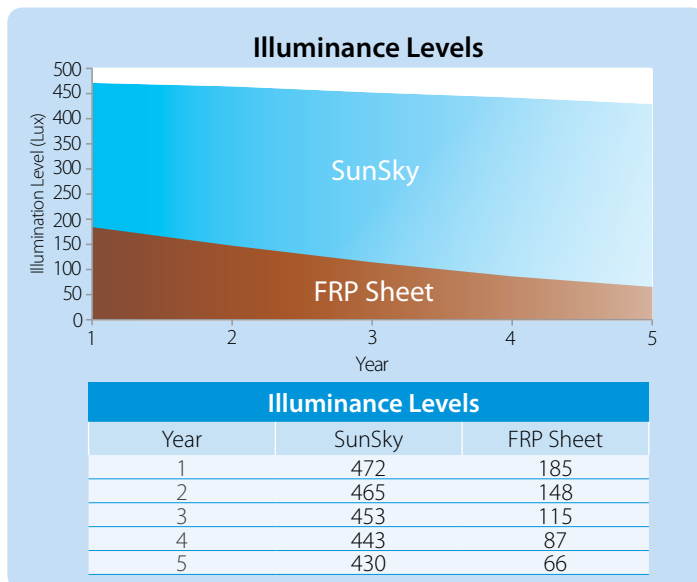 Illuminance Levels
Illumination Level (Lux)
500
450
400
350
300
250
200
150
100
50
0
SunSky
FRP Sheet
1 2 3 4 5
Year
Illuminance Levels
Year SunSky FRP Sheet
1 472 185
2 465 148
3 453 115
4 443 87
5 430 66